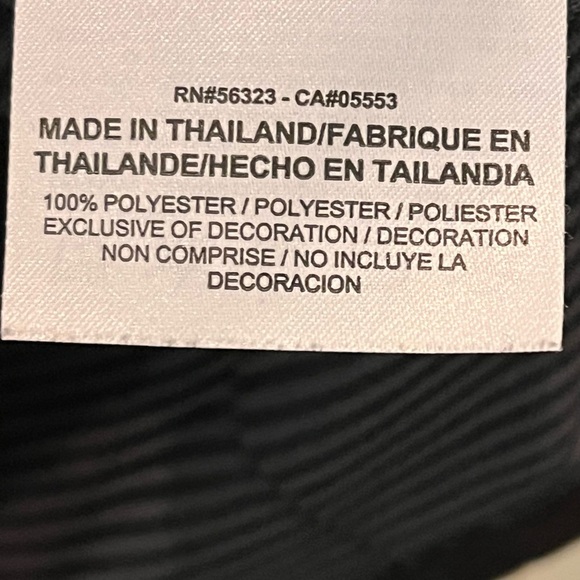 RN#56323 - CA#05553
MADE IN THAILAND/FABRIQUE EN
THAILANDE/HECHO EN TAILANDIA
100% POLYESTER / POLYESTER / POLIESTER
EXCLUSIVE OF DECORATION / DECORATION
NON COMPRISE / NO INCLUYE LA
DECORACION